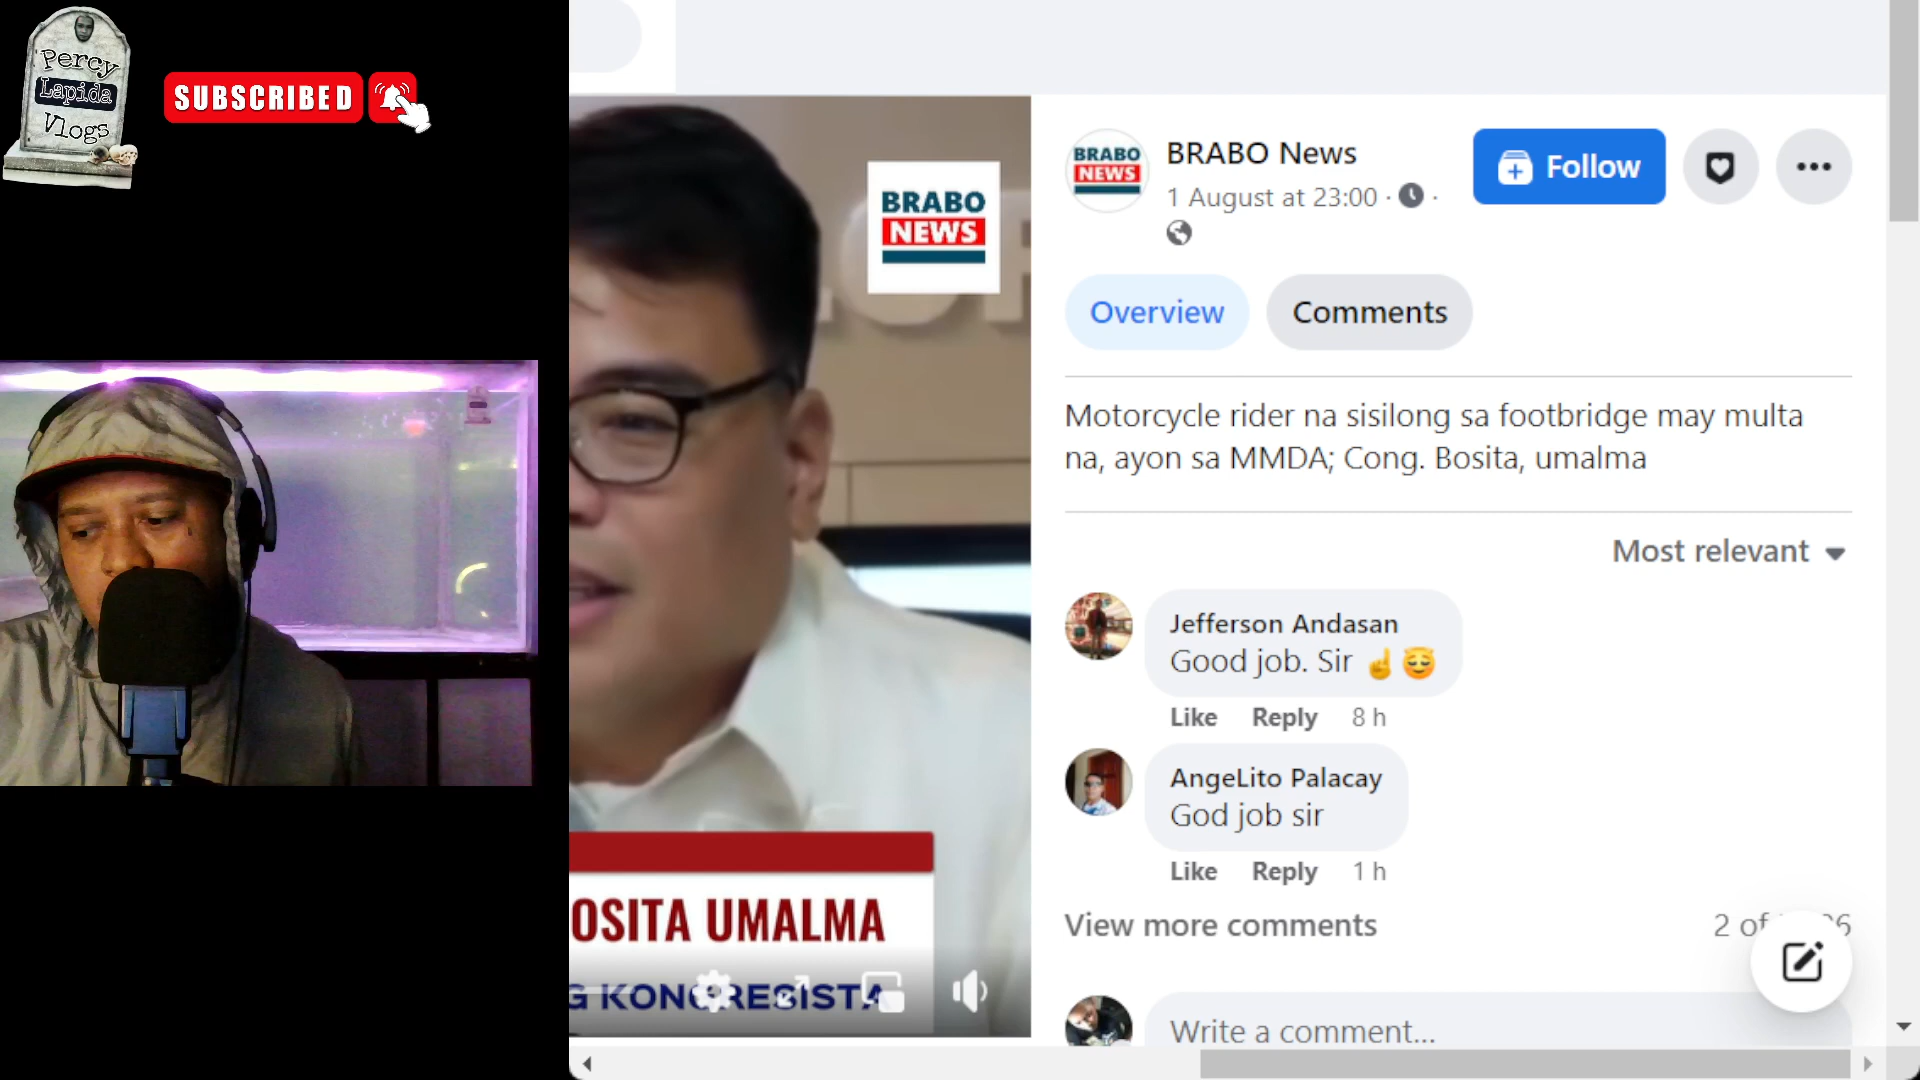 Percy
Lapida
Vlogs
SUBSCRIBED
BRABO
NEWS
OSITA UMALMA
G KONGRESISTA
BRABO
NEWS
BRABO News
1 August at 23:00 ·
Follow
Overview
Comments
Motorcycle rider na sisilong sa footbridge may multa
na, ayon sa MMDA; Cong. Bosita, umalma
Most relevant
Jefferson Andasan
Good job. Sir ☝️😇
Like Reply 8 h
AngeLito Palacay
God job sir
Like Reply 1 h
View more comments
2 of
Write a comment...